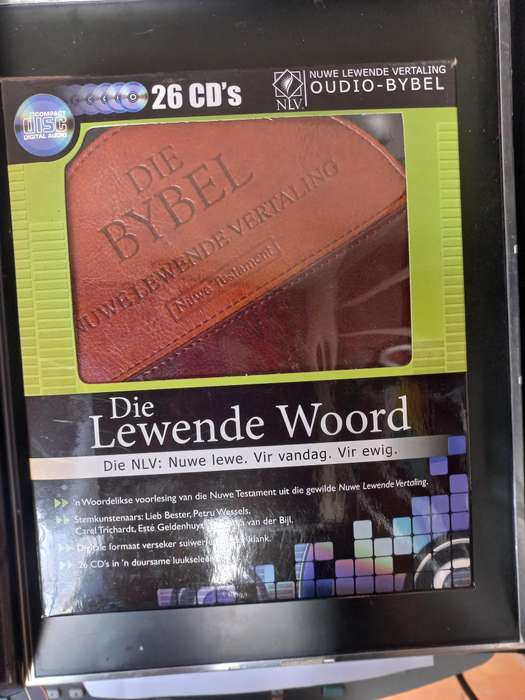 COMPACT
disc
DIGITAL AUDIO
26 CD's
NLV
NUWE LEWENDE VERTALING
OUDIO-BYBEL
DIE
BYBEL
NUWE LEWENDE VERTALING
Nuwe Testament
Die
Lewende Woord
Die NLV: Nuwe lewe. Vir vandag. Vir ewig.
'n Woordelikse voorlesing van die Nuwe Testament uit die gewilde Nuwe Lewende Vertaling.
Stemkunstenaars: Lieb Bester, Petru Wessels,
Carel Trichardt, Esté Geldenhuys, van der Bijl.
Digitale formaat verseker suiwer klank.
26 CD's in 'n duursame